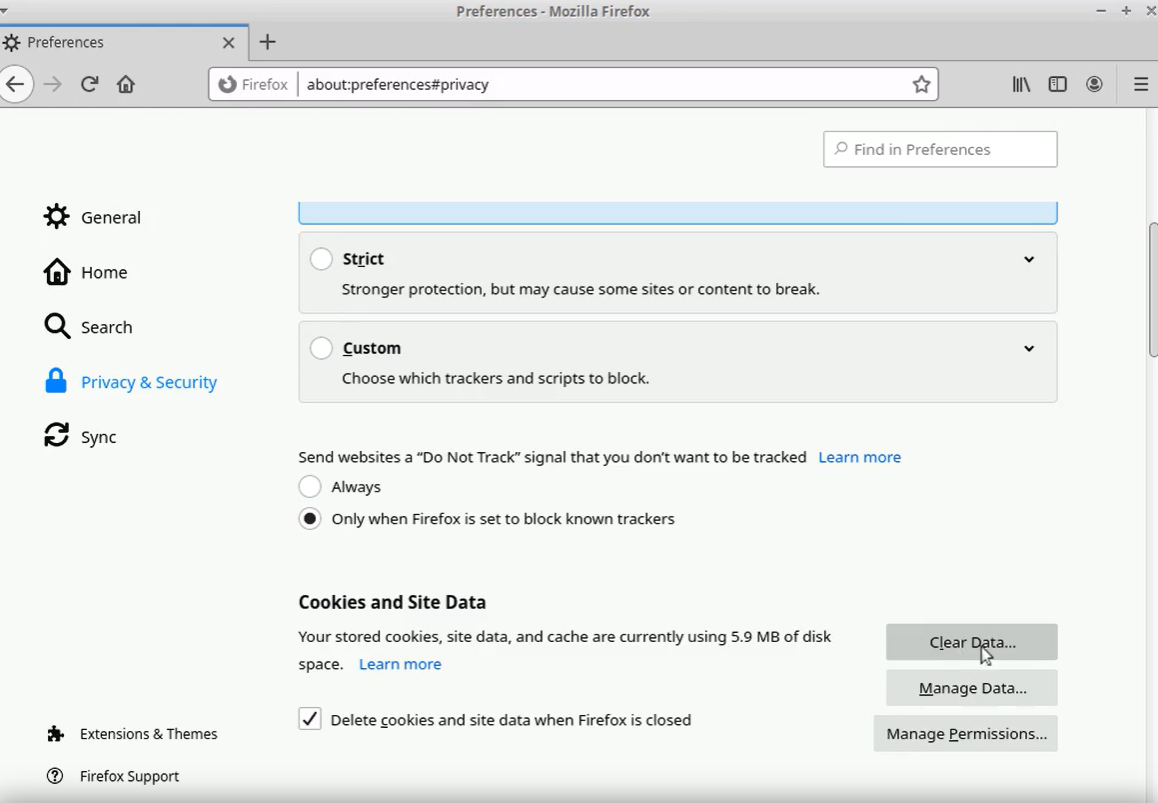 Preferences - Mozilla Firefox
Preferences
Firefox
about:preferences#privacy
Find in Preferences
General
Home
Search
Privacy & Security
Sync
Extensions & Themes
Firefox Support
Strict
Stronger protection, but may cause some sites or content to break.
Custom
Choose which trackers and scripts to block.
Send websites a “Do Not Track” signal that you don’t want to be tracked Learn more
Always
Only when Firefox is set to block known trackers
Cookies and Site Data
Your stored cookies, site data, and cache are currently using 5.9 MB of disk
space. Learn more
Clear Data...
Manage Data...
Delete cookies and site data when Firefox is closed
Manage Permissions...